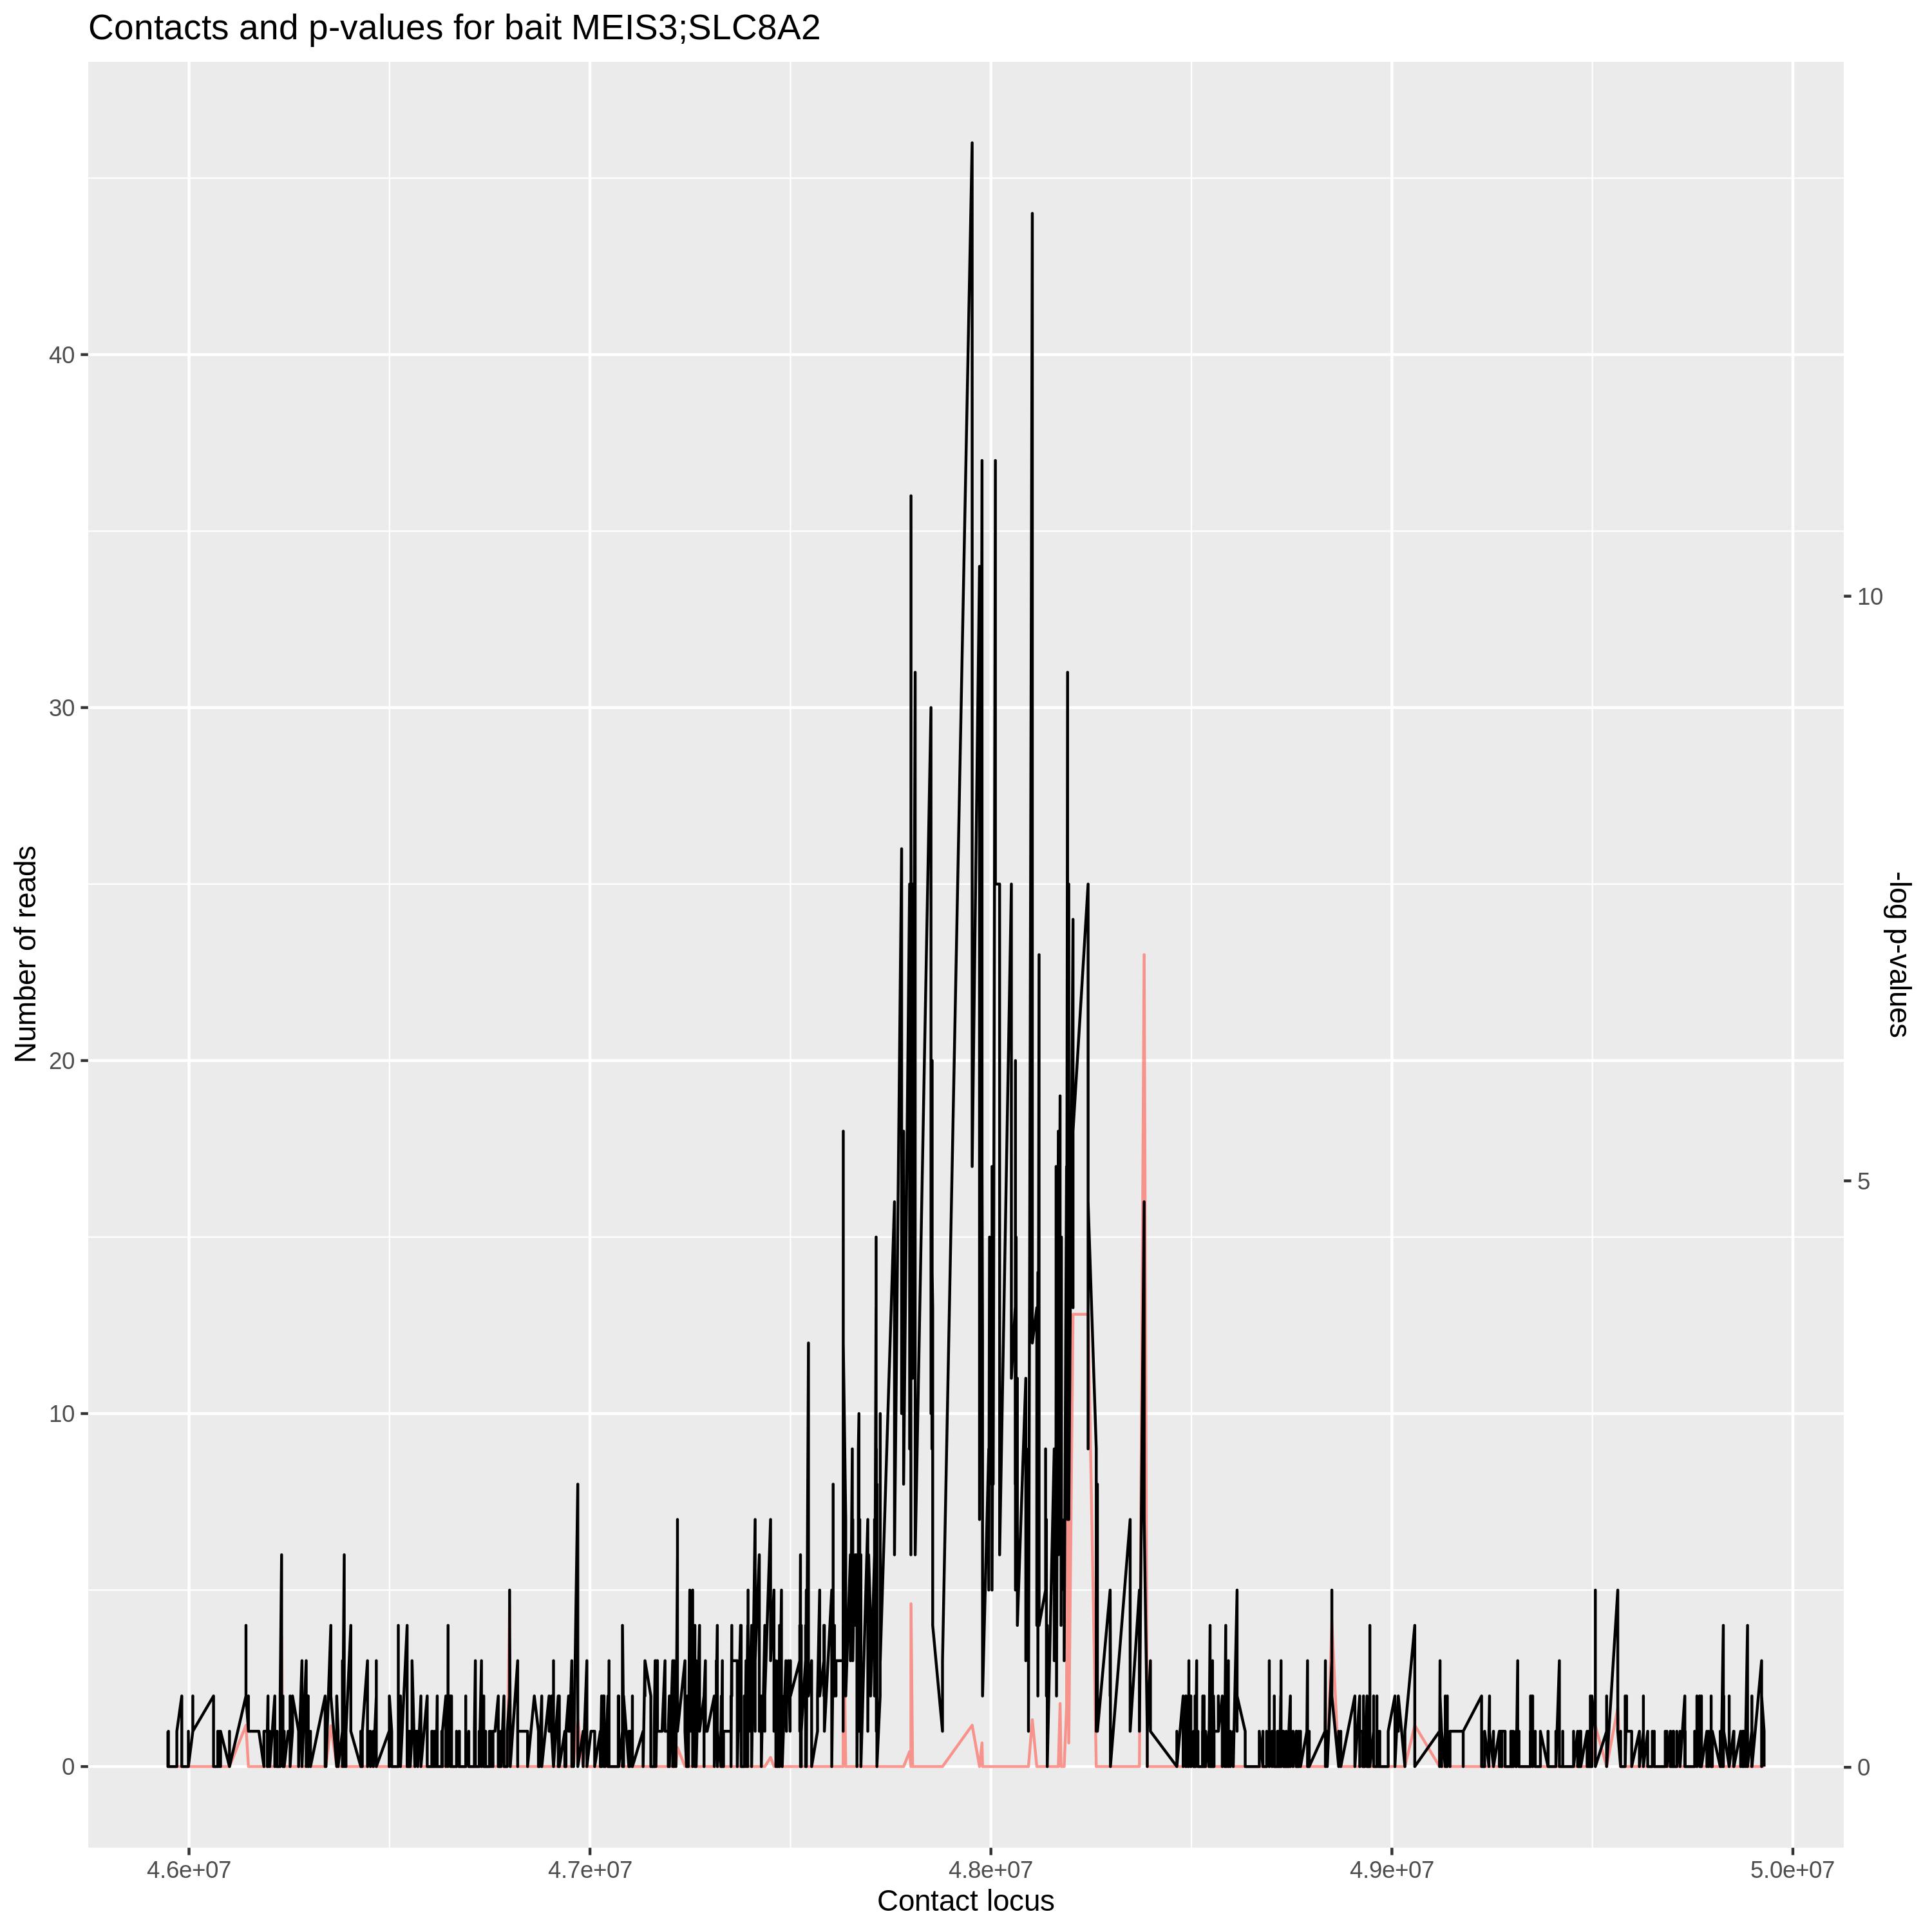 Contacts and p-values for bait MEIS3;SLC8A2
Number of reads
40
30
20
10
0
10
5
0
-log p-values
4.6e+07
4.7e+07
4.8e+07
4.9e+07
5.0e+07
Contact locus